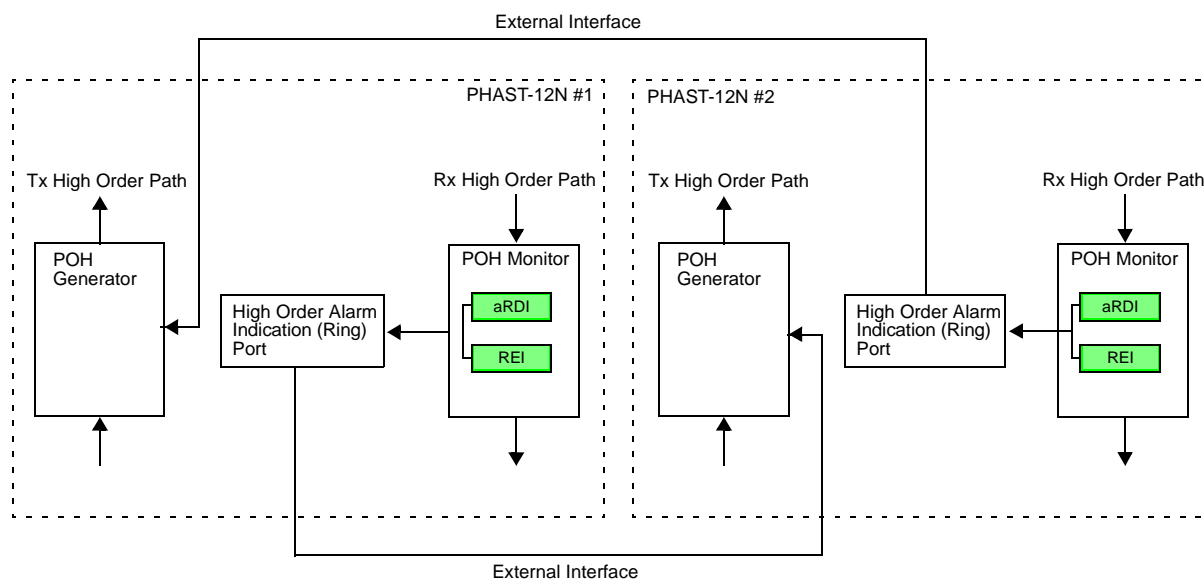 External Interface
PHAST-12N #1
PHAST-12N #2
Tx High Order Path
Rx High Order Path
Tx High Order Path
Rx High Order Path
POH
Generator
High Order Alarm
Indication (Ring)
Port
POH Monitor
aRDI
REI
POH
Generator
High Order Alarm
Indication (Ring)
Port
POH Monitor
aRDI
REI
External Interface